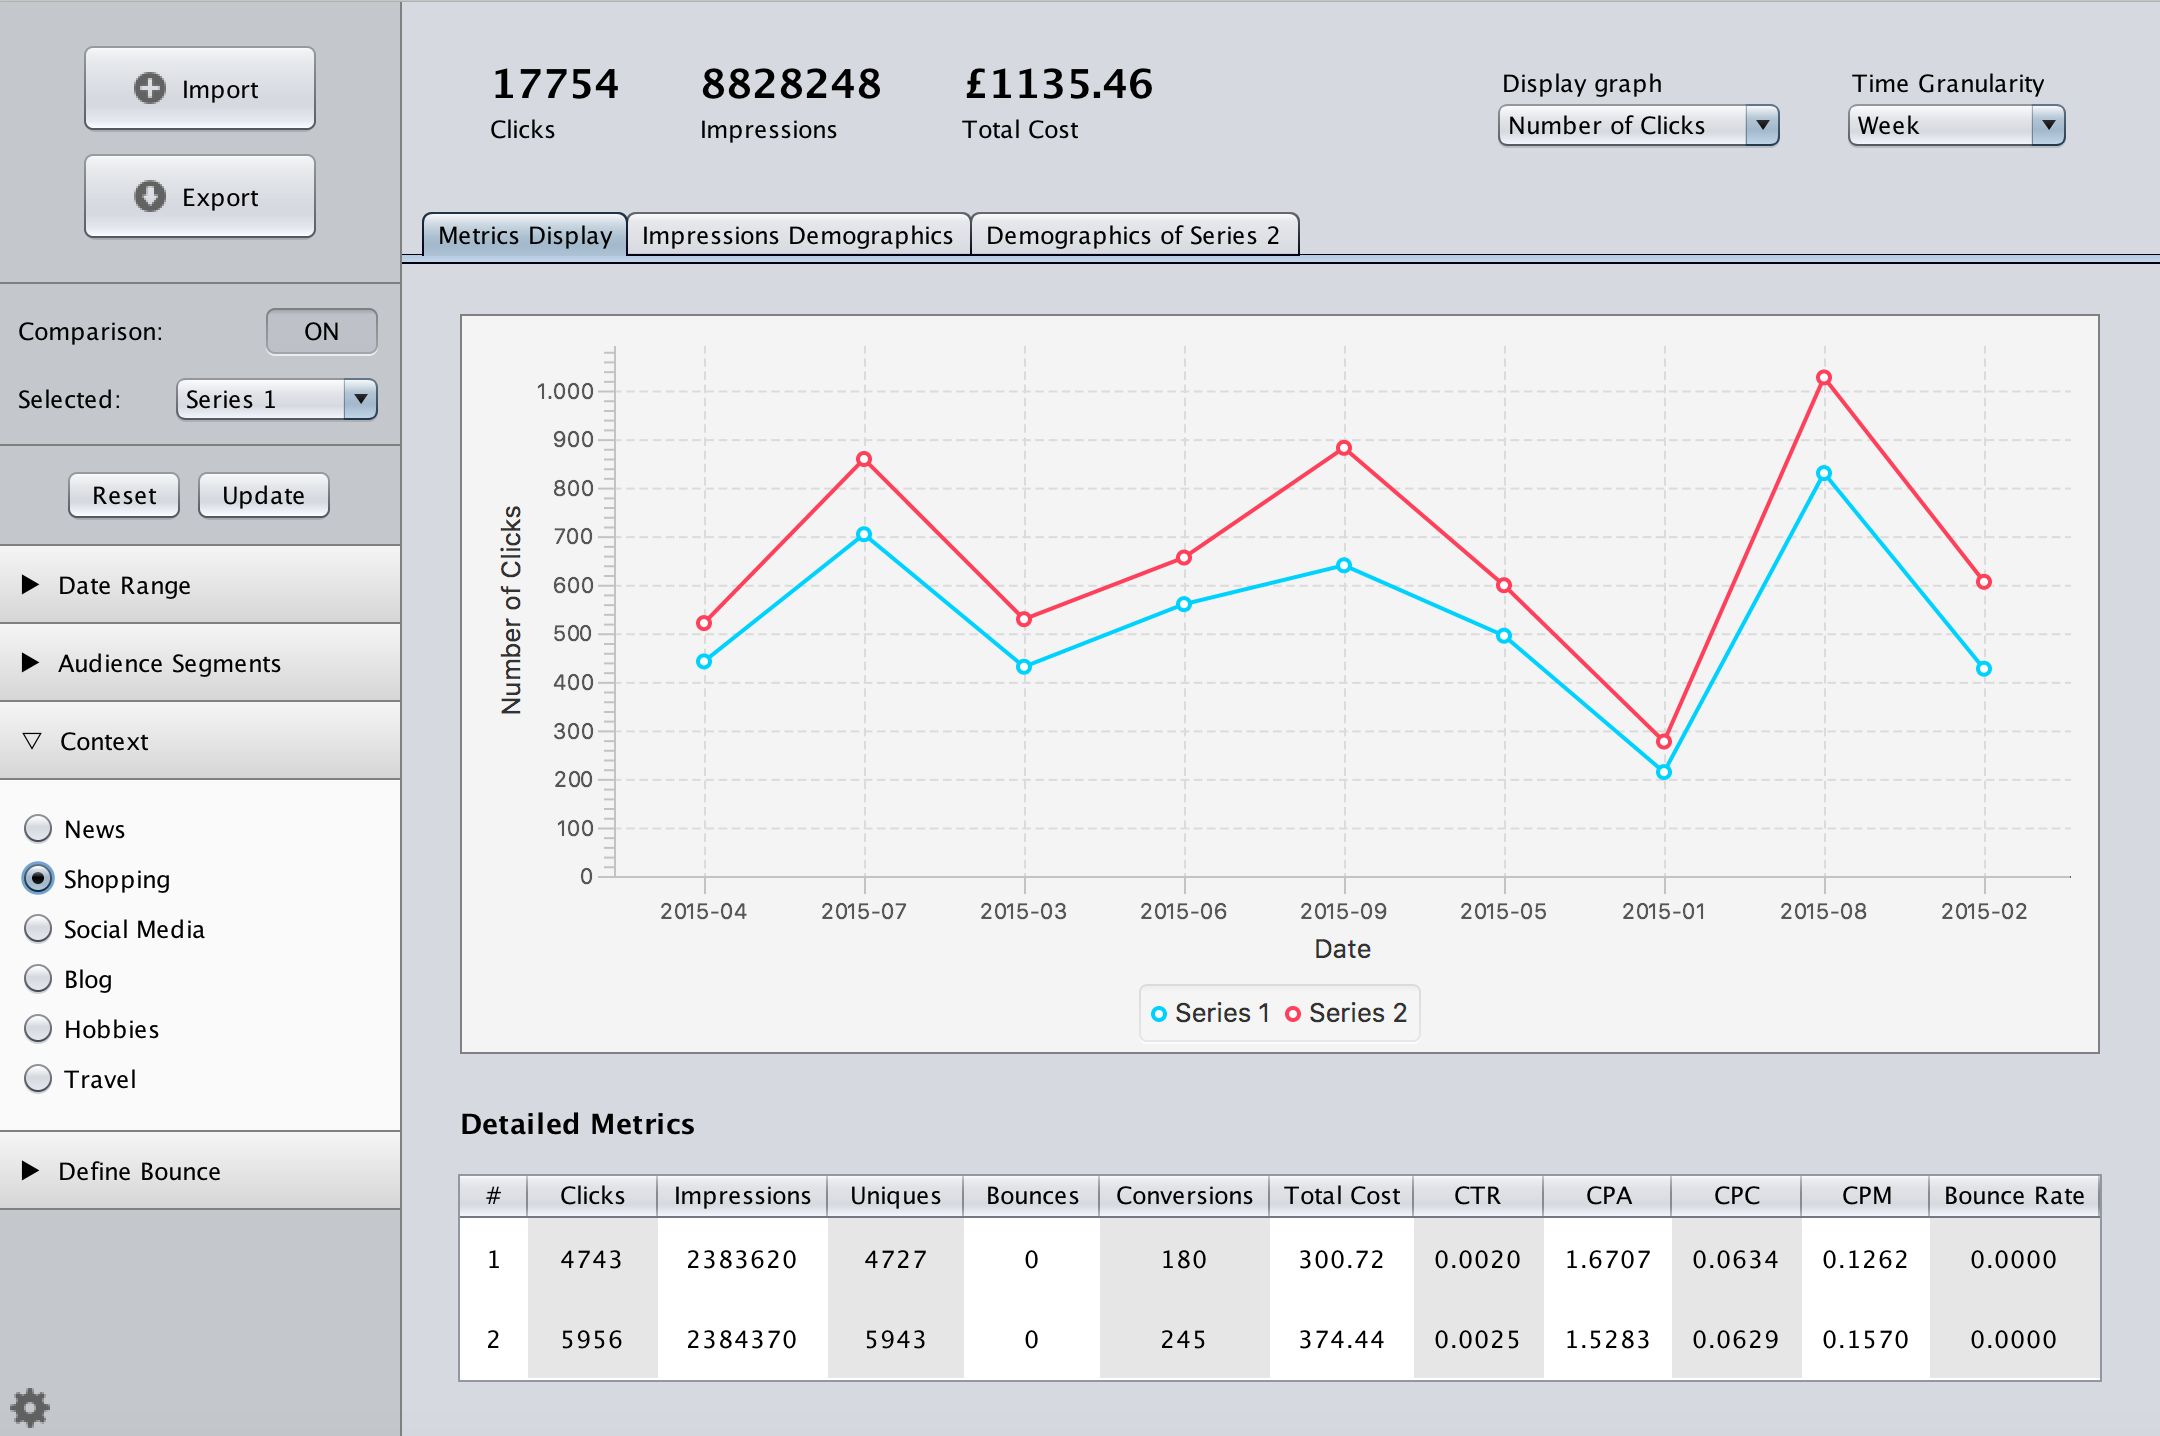 Import
Export
Comparison: ON
Selected: Series 1
Reset Update
Date Range
Audience Segments
Context
News
Shopping
Social Media
Blog
Hobbies
Travel
Define Bounce
17754 8828248 £1135.46
Clicks Impressions Total Cost
Display graph Time Granularity
Number of Clicks Week
Metrics Display Impressions Demographics Demographics of Series 2
Number of Clicks
1.000
900
800
700
600
500
400
300
200
100
0
2015-04 2015-07 2015-03 2015-06 2015-09 2015-05 2015-01 2015-08 2015-02
Date
Series 1 Series 2
Detailed Metrics
# Clicks Impressions Uniques Bounces Conversions Total Cost CTR CPA CPC CPM Bounce Rate
1 4743 2383620 4727 0 180 300.72 0.0020 1.6707 0.0634 0.1262 0.0000
2 5956 2384370 5943 0 245 374.44 0.0025 1.5283 0.0629 0.1570 0.0000